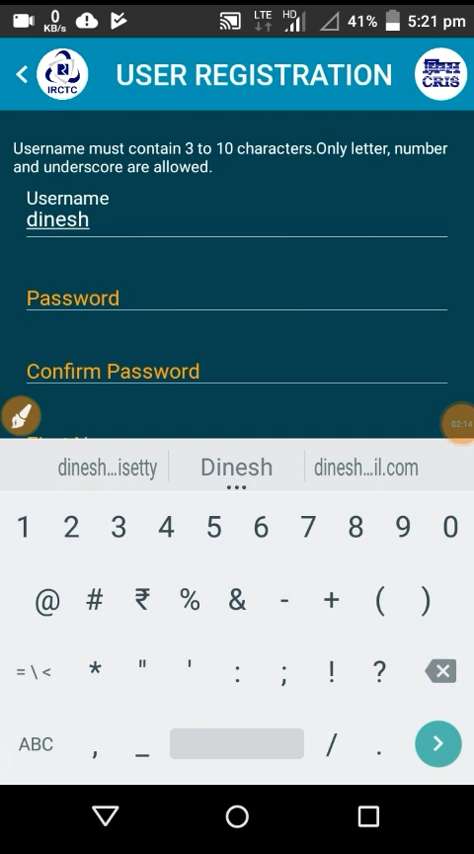 0
KB/s
LTE
HD
41%
5:21 pm
IRCTC
USER REGISTRATION
CRIS
Username must contain 3 to 10 characters.Only letter, number
and underscore are allowed.
Username
dinesh
Password
Confirm Password
02:14
dinesh...isetty
Dinesh
dinesh...il.com
1 2 3 4 5 6 7 8 9 0
@ # ₹ % & - + ( )
= \ < * " ' : ; ! ?
ABC , _ / .